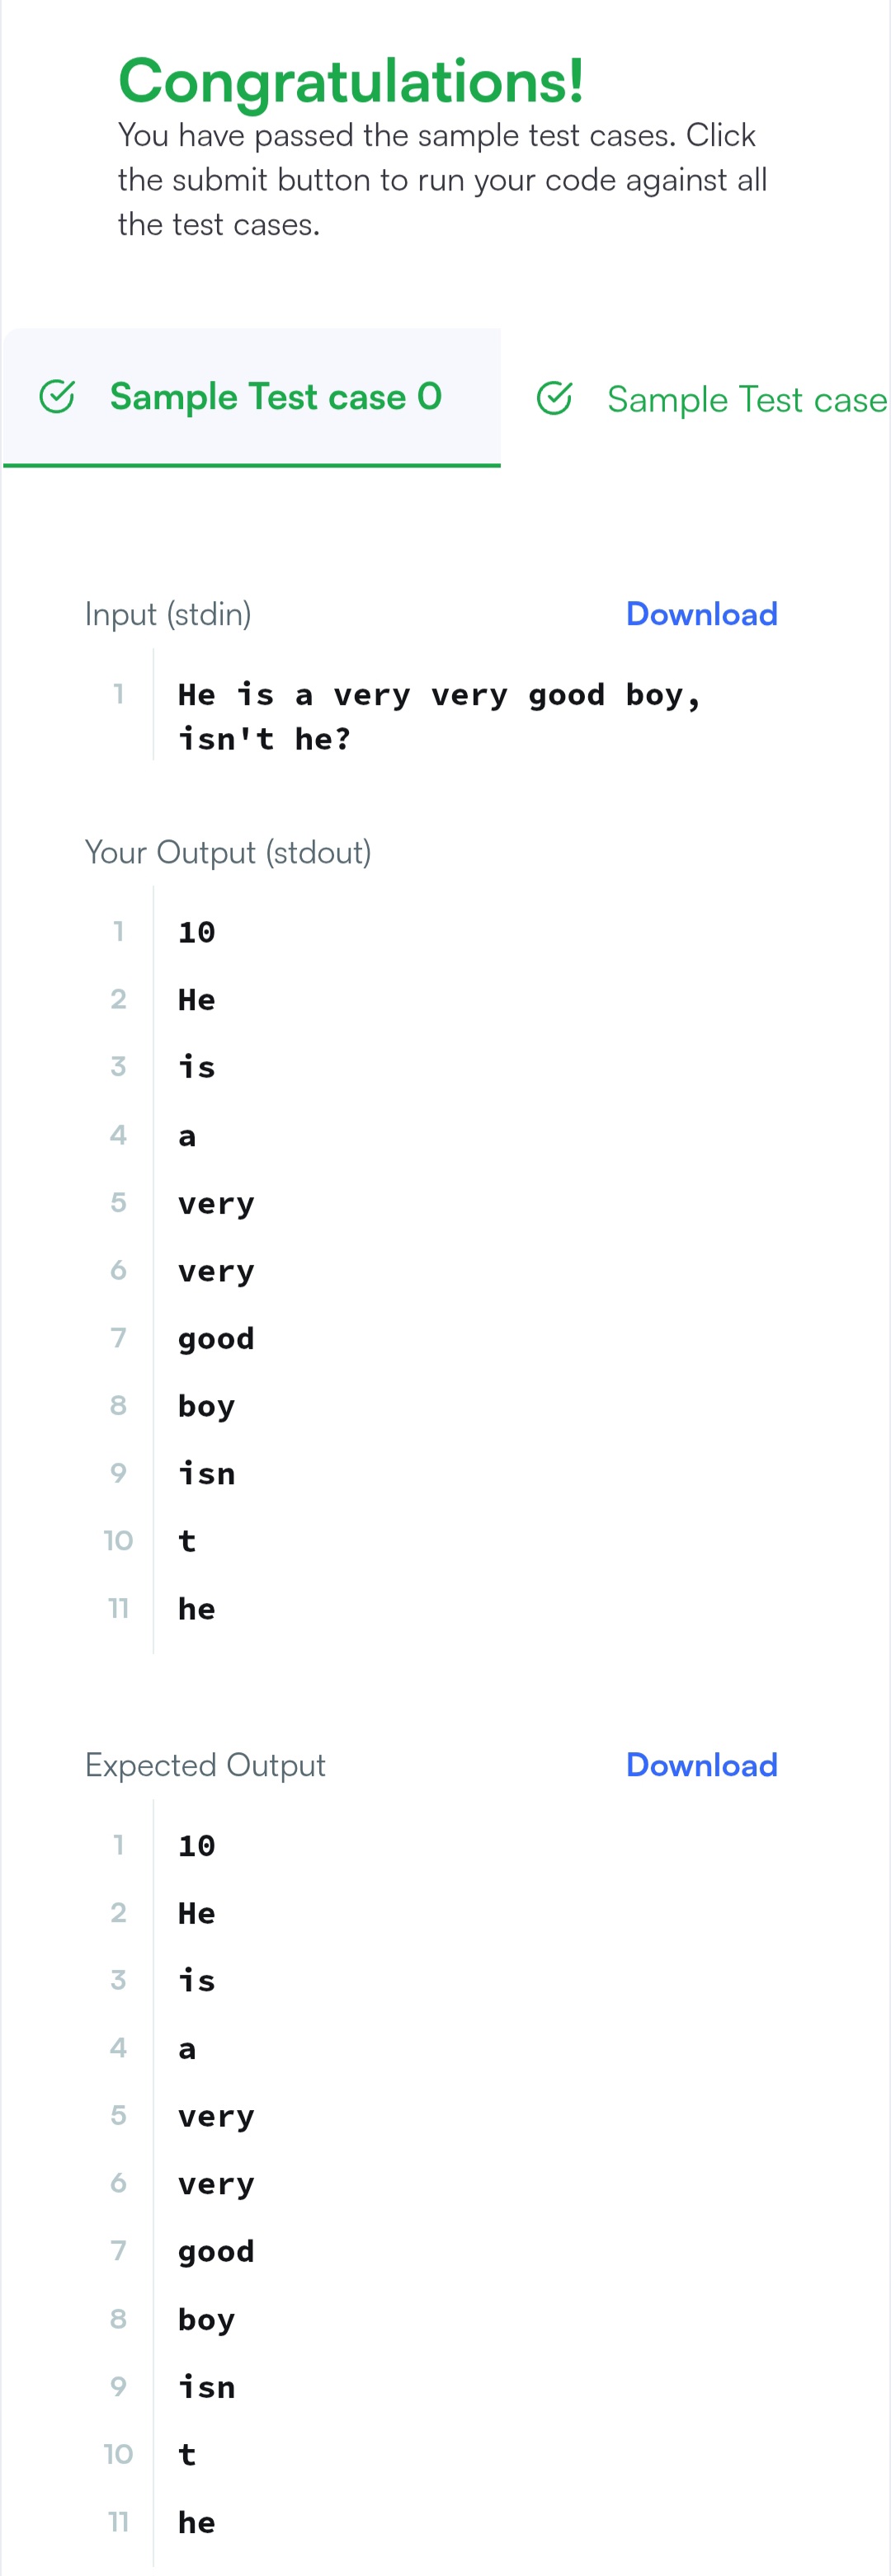 Congratulations!
You have passed the sample test cases. Click
the submit button to run your code against all
the test cases.
Sample Test case 0
Sample Test case
Input (stdin)
Download
1 He is a very very good boy,
isn't he?
Your Output (stdout)
1 10
2 He
3 is
4 a
5 very
6 very
7 good
8 boy
9 isn
10 t
11 he
Expected Output
Download
1 10
2 He
3 is
4 a
5 very
6 very
7 good
8 boy
9 isn
10 t
11 he